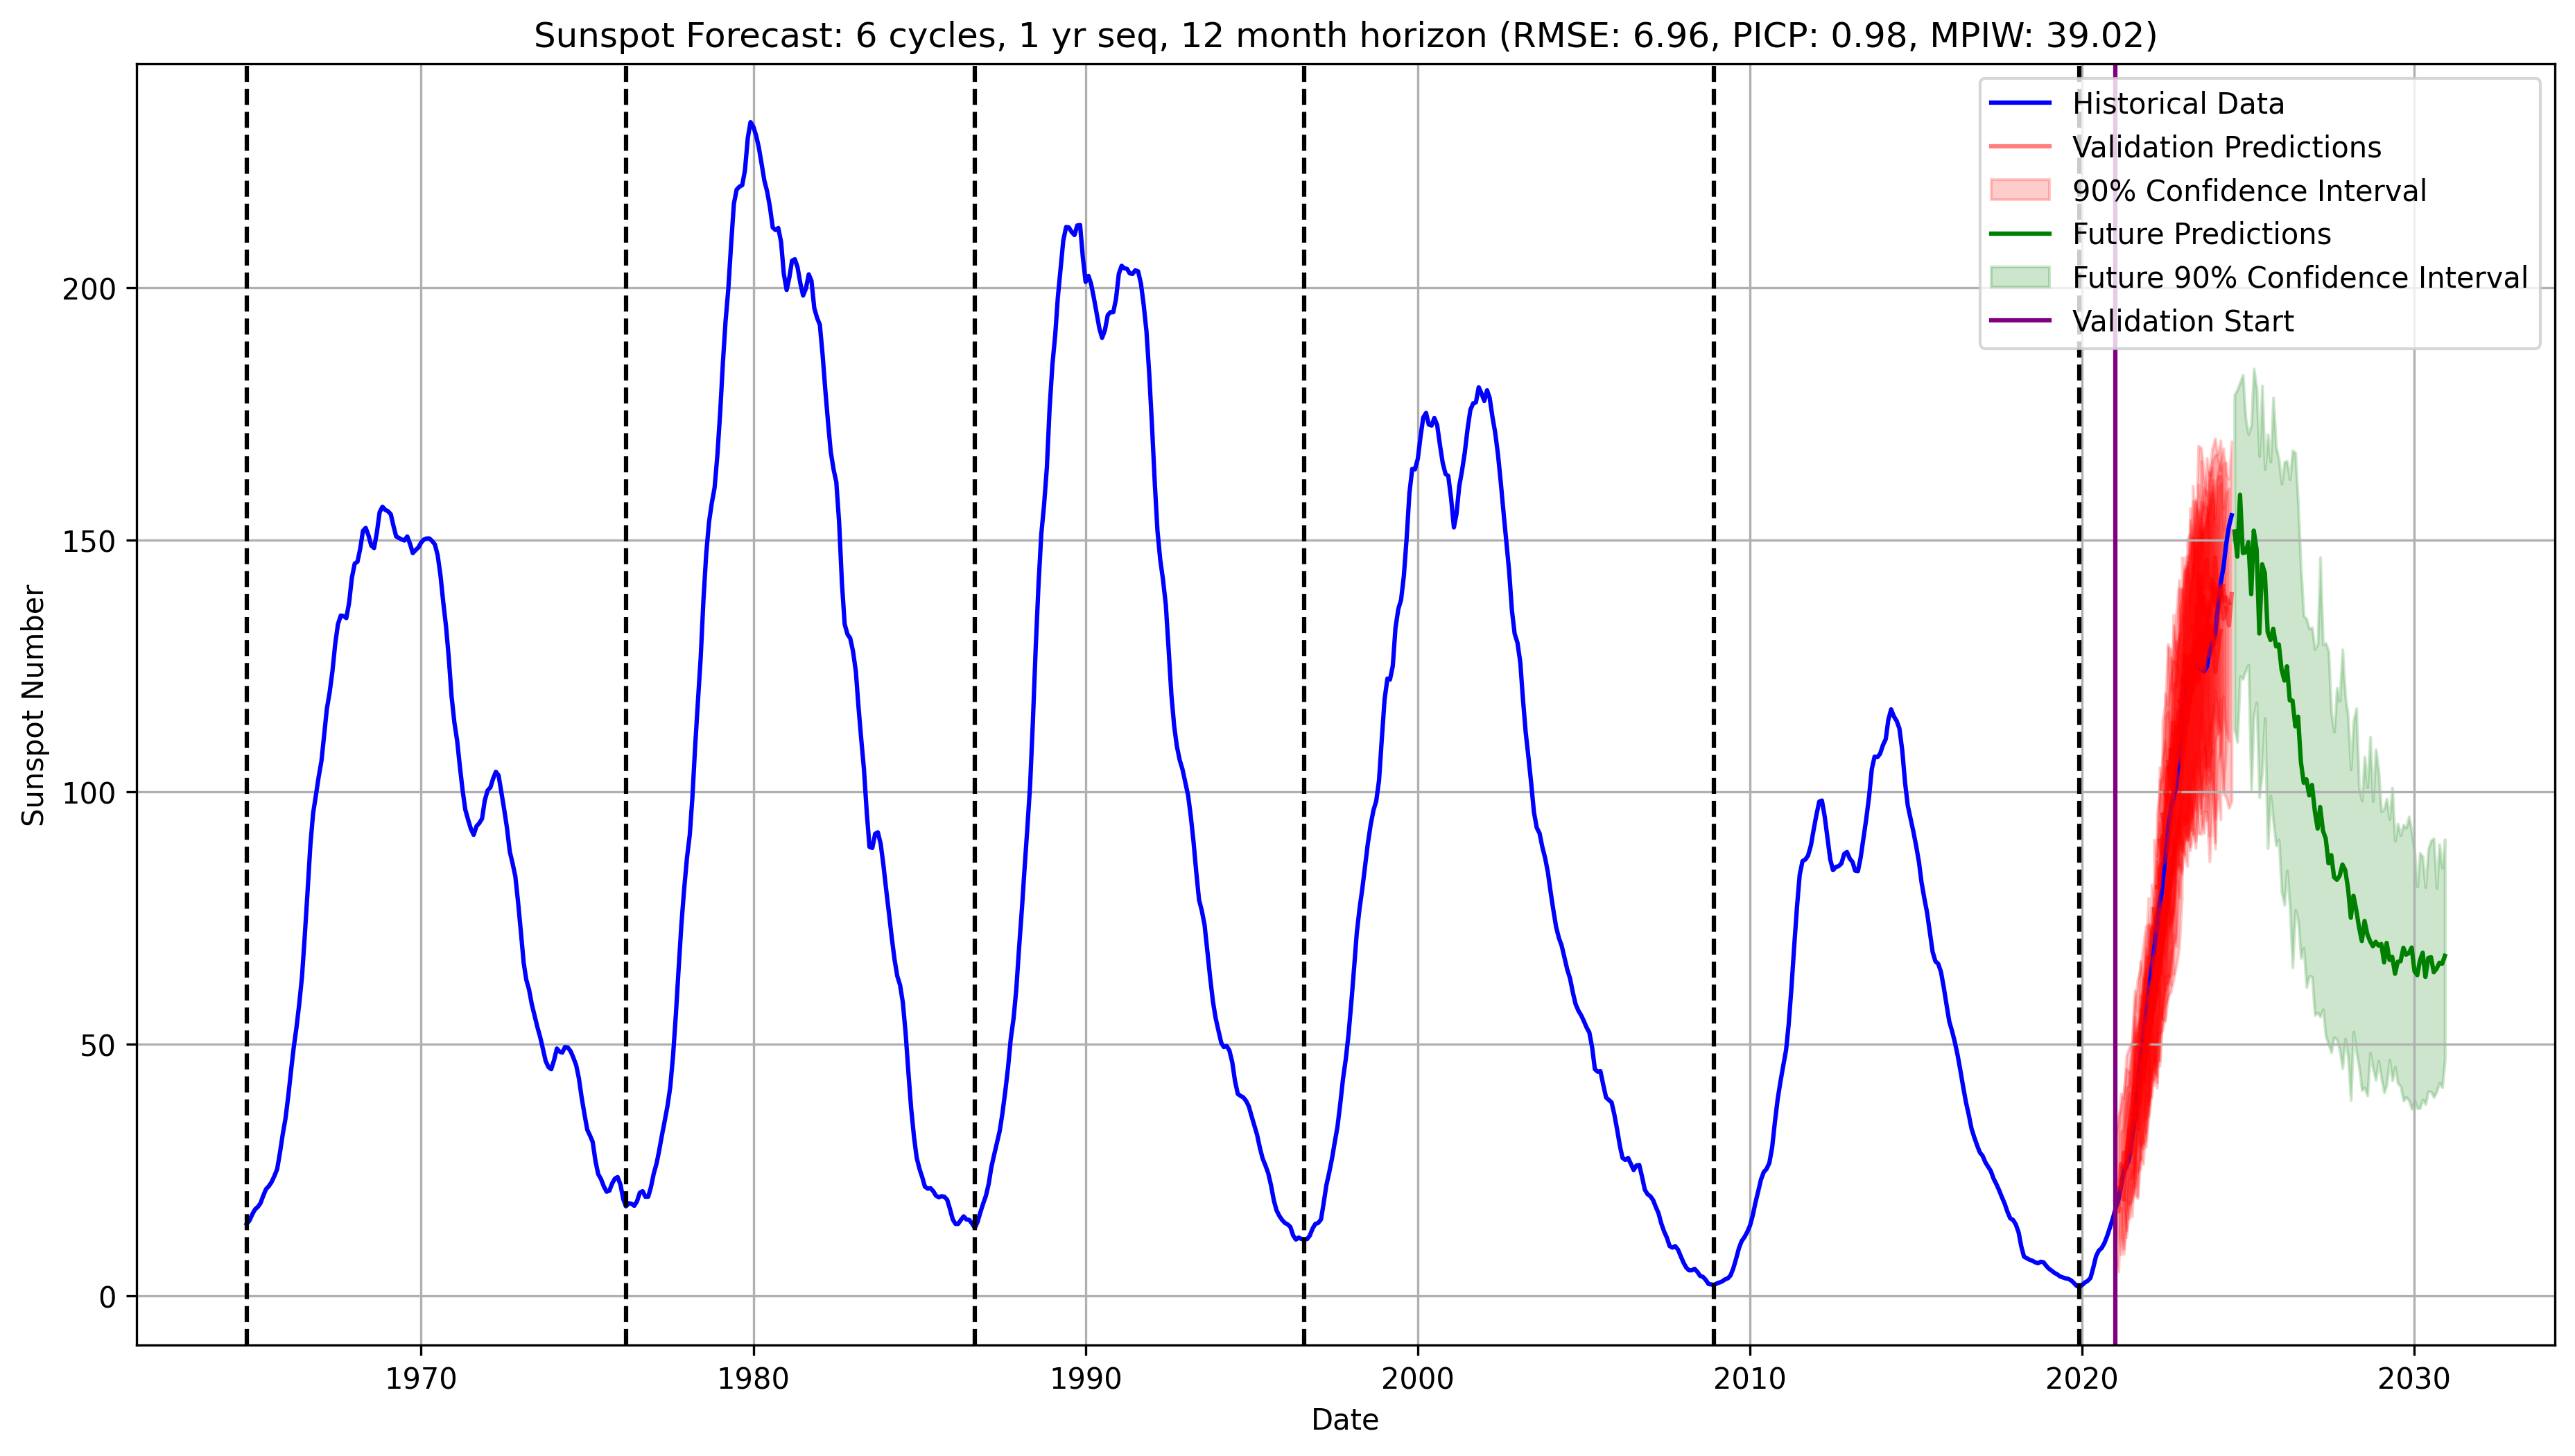 Sunspot Forecast: 6 cycles, 1 yr seq, 12 month horizon (RMSE: 6.96, PICP: 0.98, MPIW: 39.02)
Historical Data
Validation Predictions
90% Confidence Interval
Future Predictions
Future 90% Confidence Interval
Validation Start
Sunspot Number
200
150
100
50
0
1970 1980 1990 2000 2010 2020 2030
Date